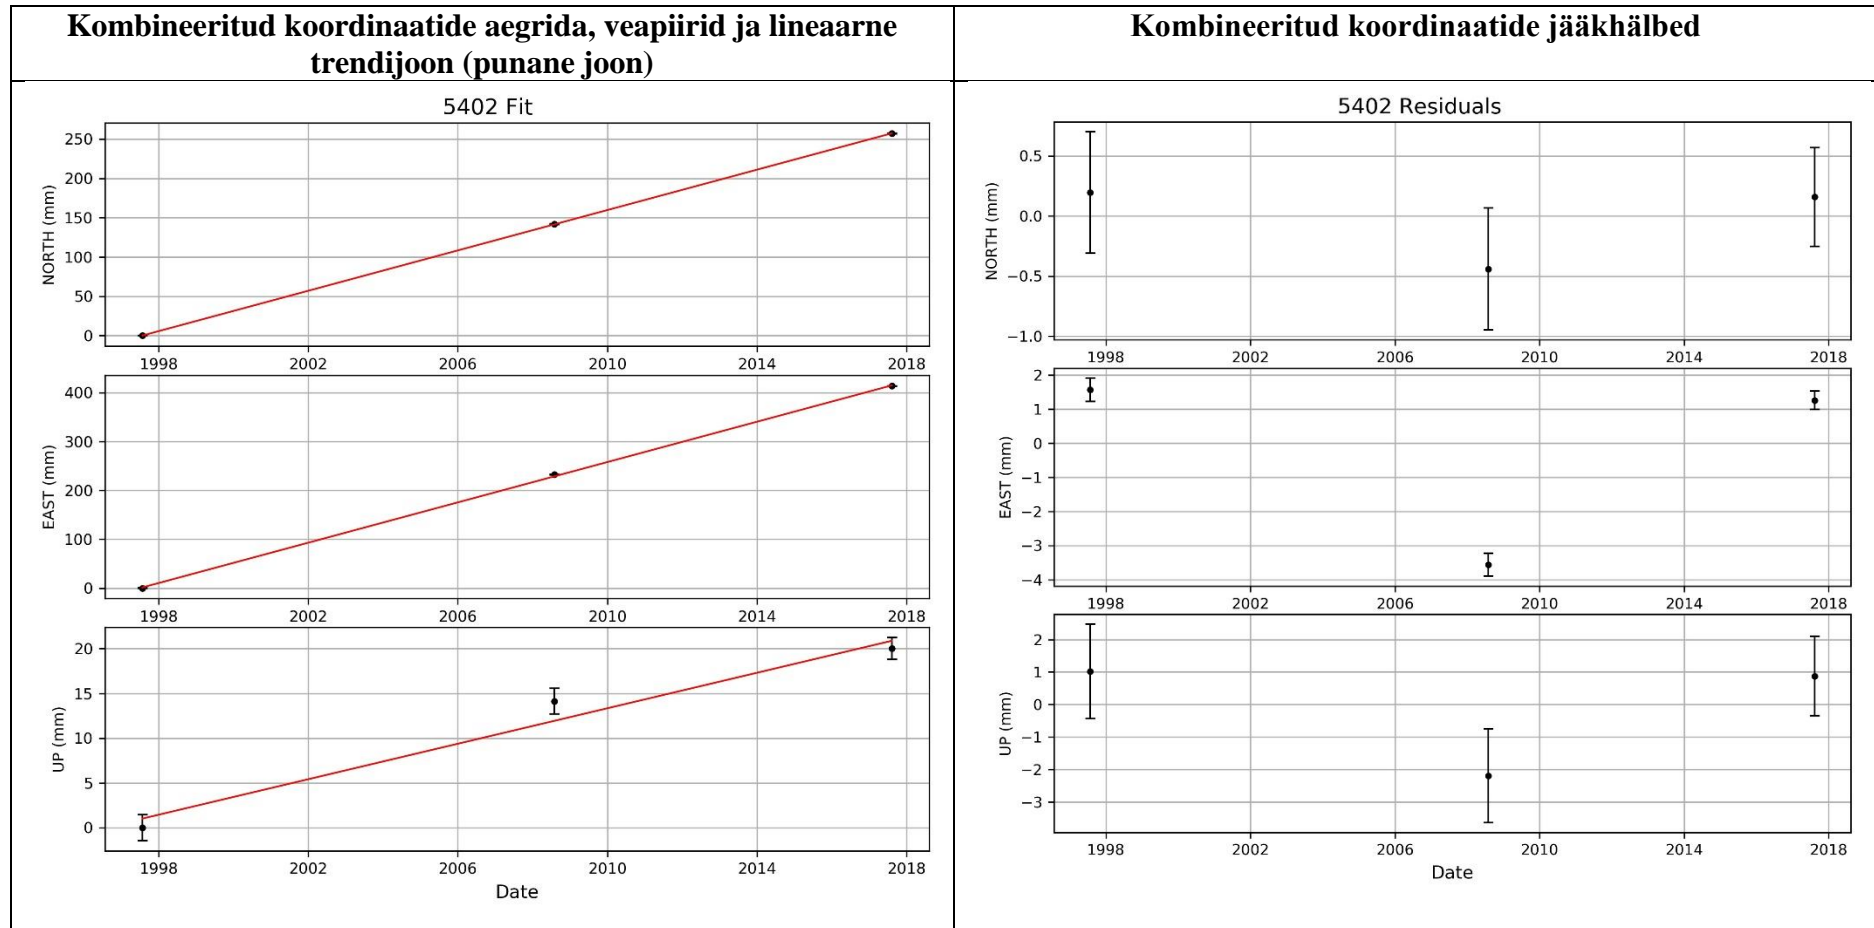 Kombineeritud koordinaatide aegrida, veapiirid ja lineaarne
trendijoon (punane joon)
Kombineeritud koordinaatide jääkhälbed
5402 Fit
NORTH (mm)
250
200
150
100
50
0
1998 2002 2006 2010 2014 2018
EAST (mm)
400
300
200
100
0
1998 2002 2006 2010 2014 2018
UP (mm)
20
15
10
5
0
1998 2002 2006 2010 2014 2018
Date
5402 Residuals
NORTH (mm)
0.5
0.0
−0.5
−1.0
1998 2002 2006 2010 2014 2018
EAST (mm)
2
1
0
−1
−2
−3
−4
1998 2002 2006 2010 2014 2018
UP (mm)
2
1
0
−1
−2
−3
1998 2002 2006 2010 2014 2018
Date